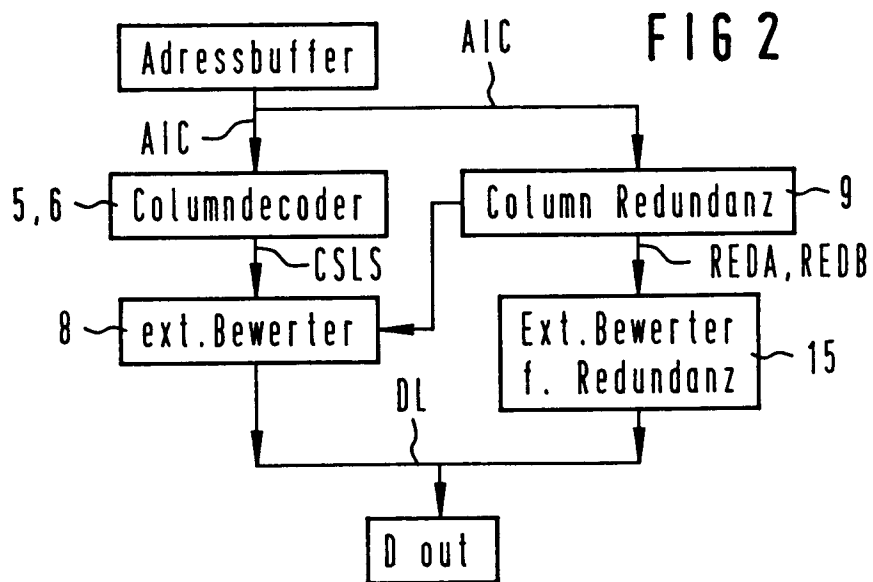 FIG 2
Adressbuffer
AIC
AIC
5,6
Columndecoder
Column Redundanz
9
CSLS
REDA,REDB
8
ext.Bewerter
Ext.Bewerter
f. Redundanz
15
DL
D out